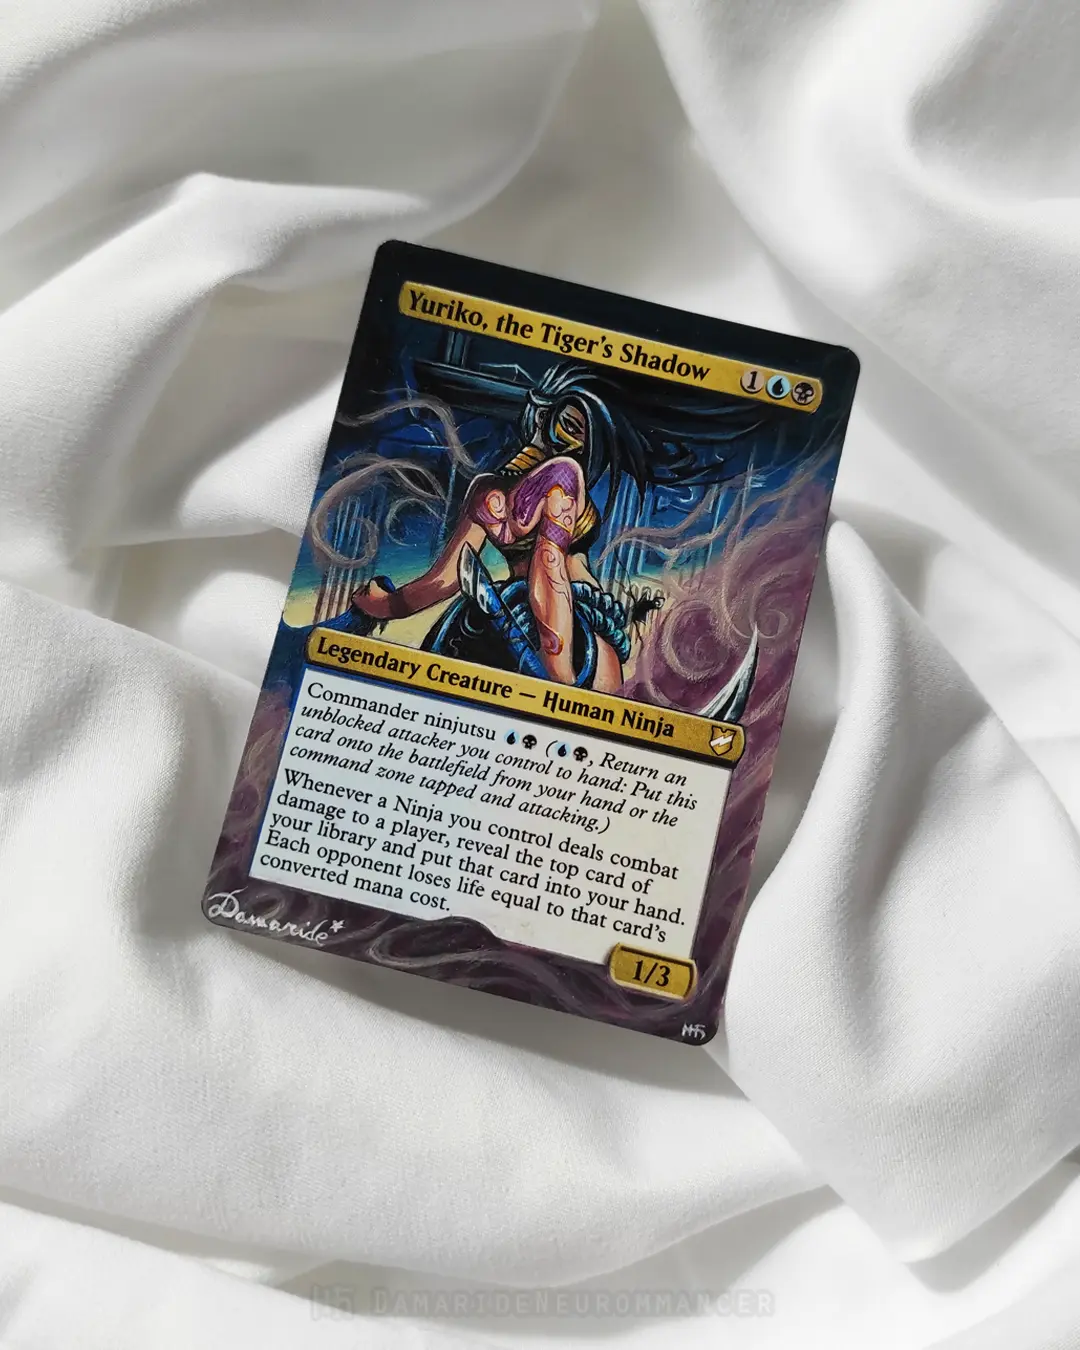 Yuriko, the Tiger's Shadow 1
Legendary Creature — Human Ninja
Commander ninjutsu (, Return an
unblocked attacker you control to hand: Put this
card onto the battlefield from your hand or the
command zone tapped and attacking.)
Whenever a Ninja you control deals combat
damage to a player, reveal the top card of
your library and put that card into your hand.
Each opponent loses life equal to that card's
converted mana cost.
1/3
Damaride*
DAMARIDENEUROMMANCER